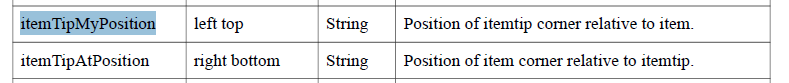 itemTipMyPosition left top String Position of itemtip corner relative to item.
itemTipAtPosition right bottom String Position of item corner relative to itemtip.